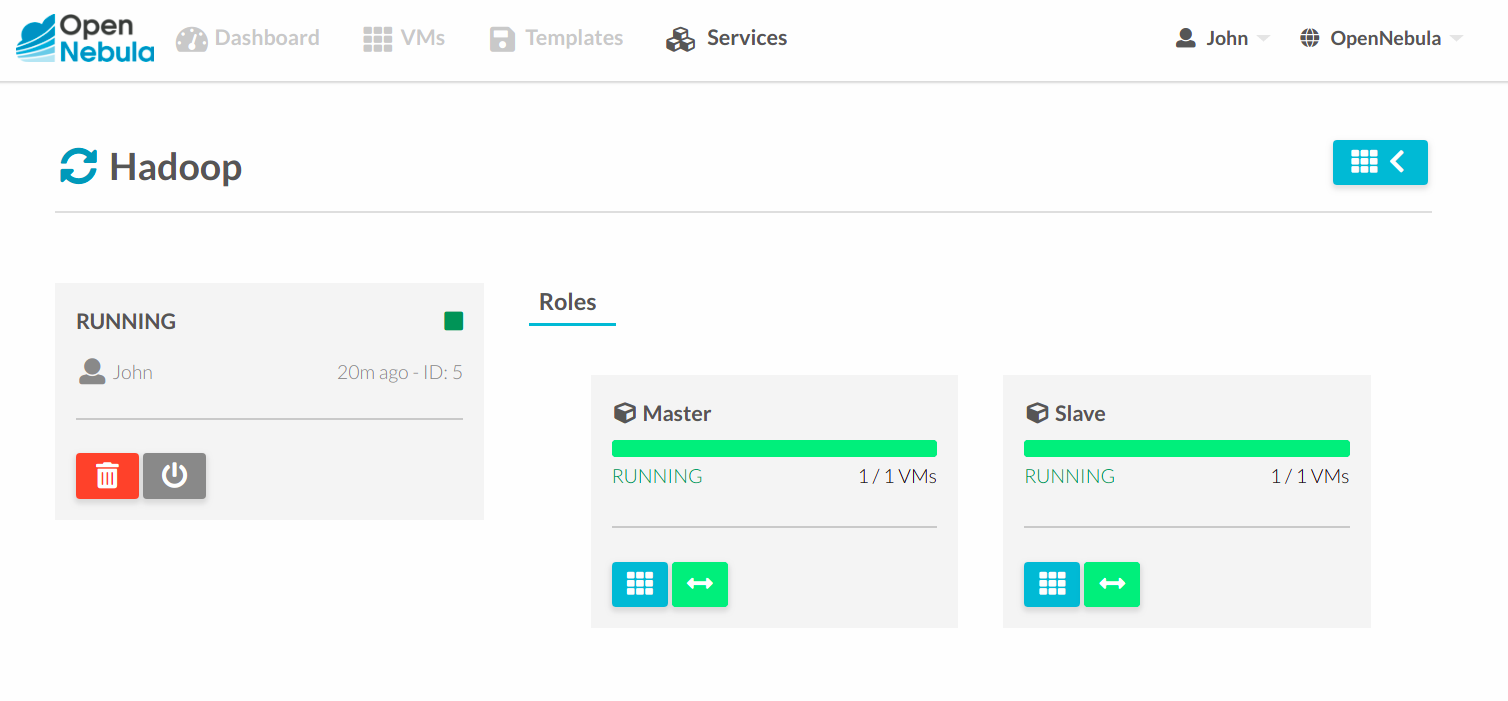 Open
Nebula
Dashboard
VMs
Templates
Services
John
OpenNebula
Hadoop
RUNNING
John
20m ago - ID: 5
Roles
Master
RUNNING
1 / 1 VMs
Slave
RUNNING
1 / 1 VMs